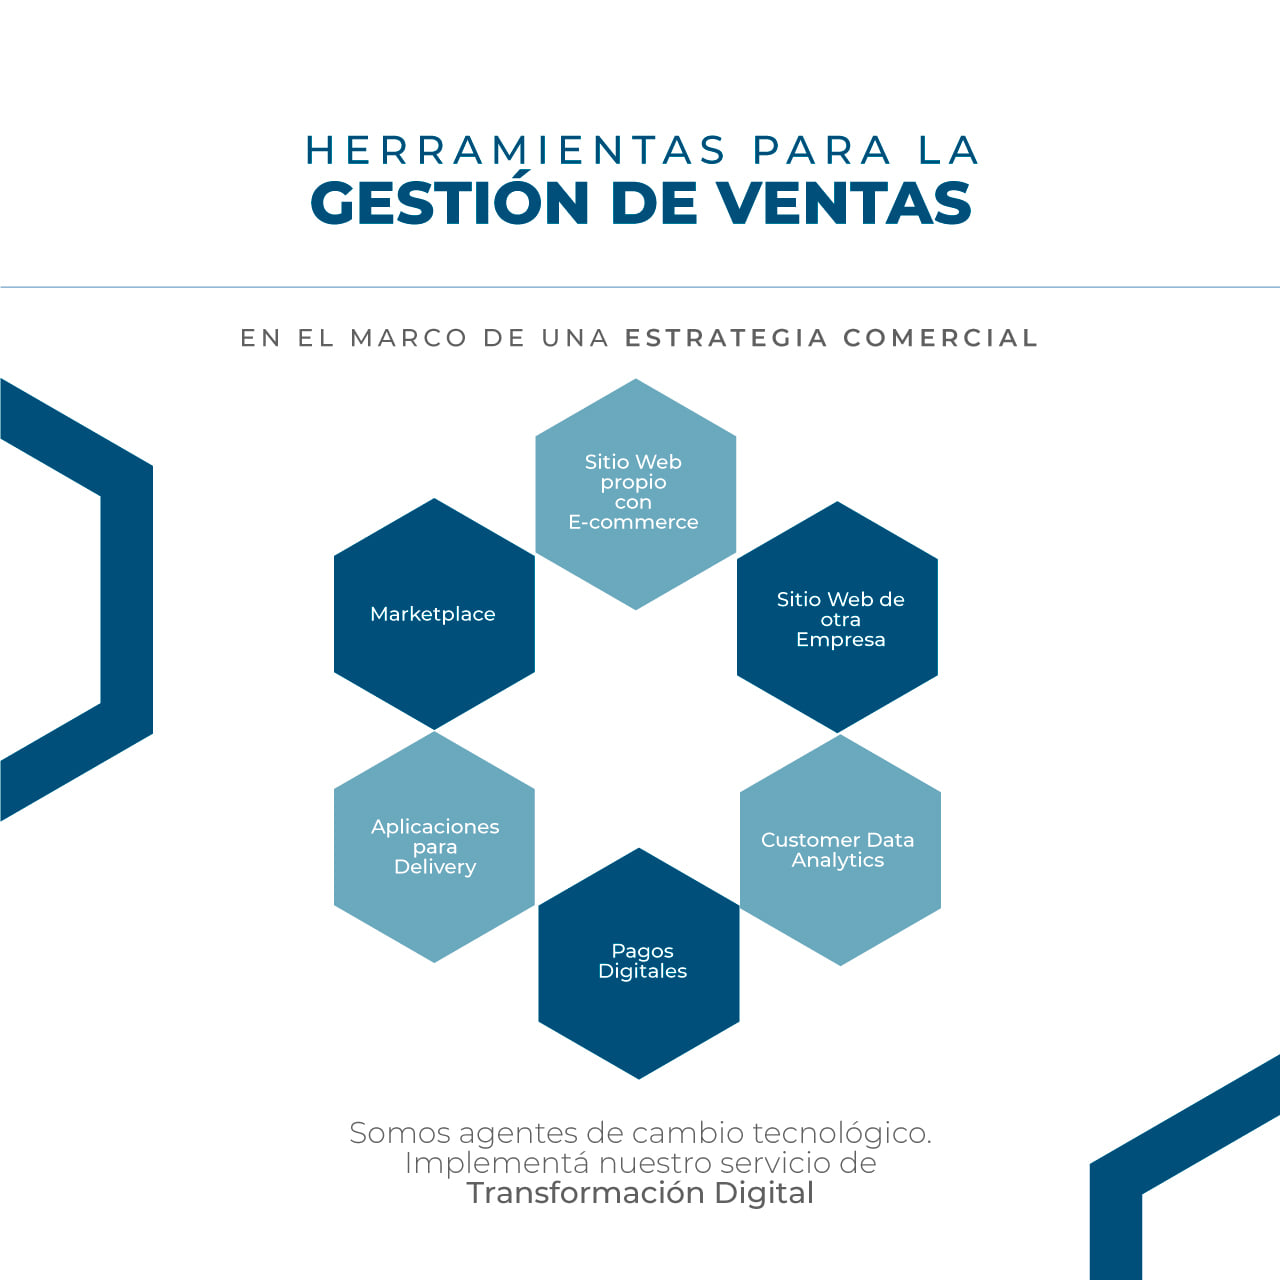 HERRAMIENTAS PARA LA
GESTIÓN DE VENTAS
EN EL MARCO DE UNA ESTRATEGIA COMERCIAL
Sitio Web
propio
con
E-commerce
Marketplace
Sitio Web de
otra
Empresa
Aplicaciones
para
Delivery
Customer Data
Analytics
Pagos
Digitales
Somos agentes de cambio tecnológico.
Implementá nuestro servicio de
Transformación Digital